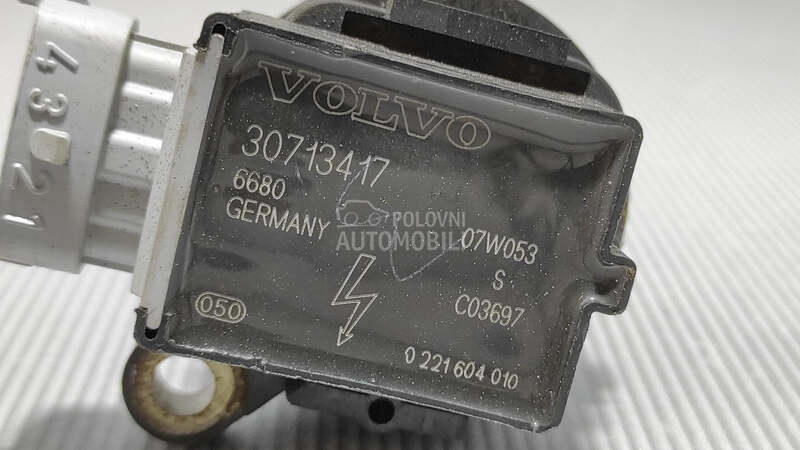 VOLVO
30713417
6680
GERMANY
07W053
S
C03697
050
0 221 604 010
4321
POLOVNI
AUTOMOBILI